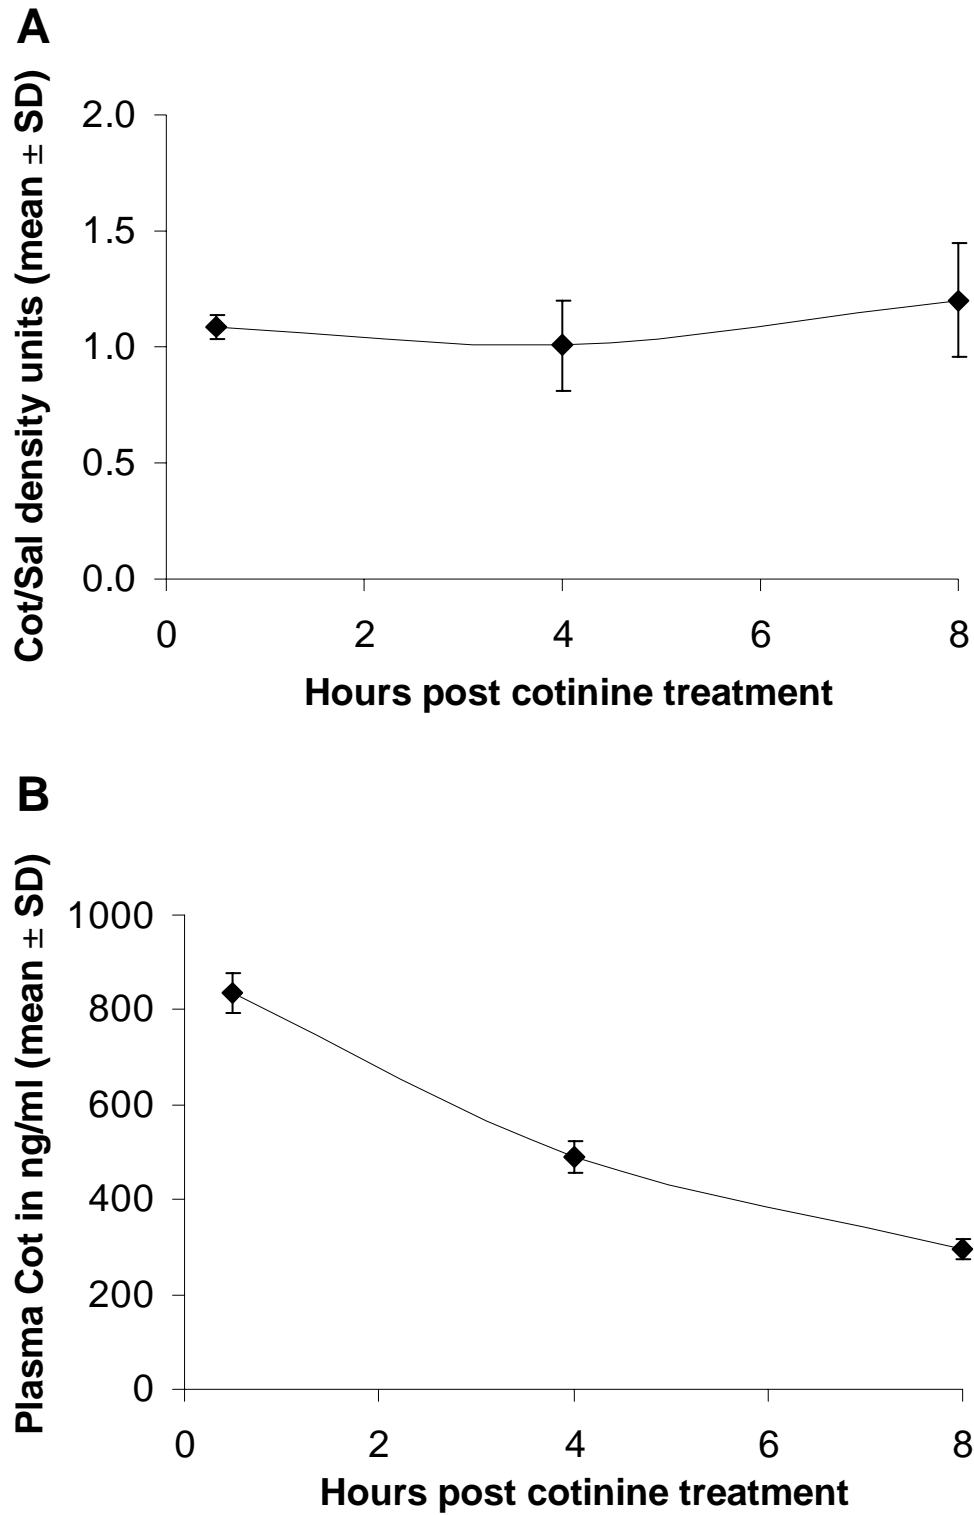 A
Cot/Sal density units (mean ± SD)
2.0
1.5
1.0
0.5
0.0
0 2 4 6 8
Hours post cotinine treatment
B
Plasma Cot in ng/ml (mean ± SD)
1000
800
600
400
200
0
0 2 4 6 8
Hours post cotinine treatment